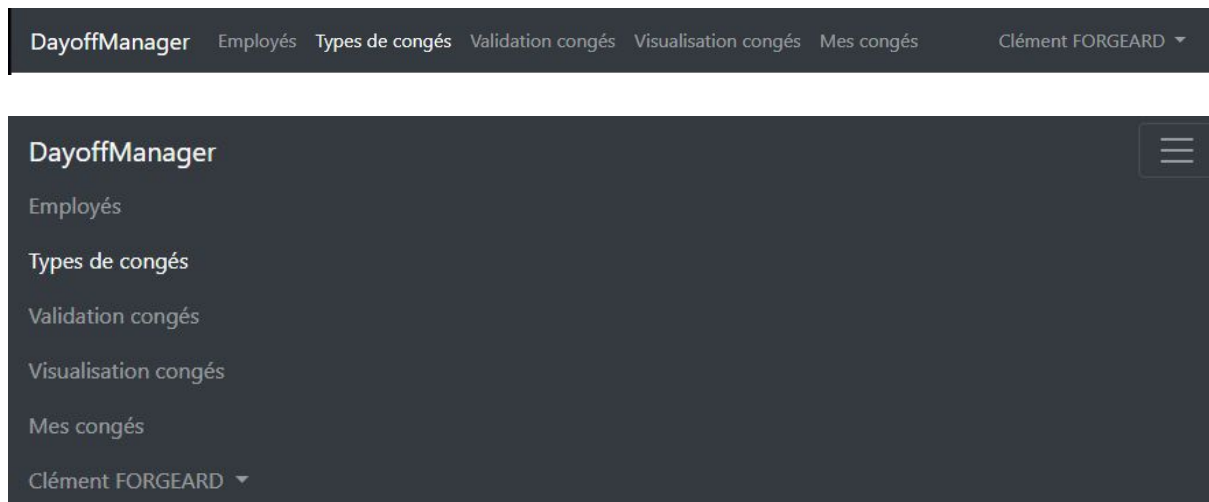 DayoffManager Employés Types de congés Validation congés Visualisation congés Mes congés Clément FORGEARD
DayoffManager
Employés
Types de congés
Validation congés
Visualisation congés
Mes congés
Clément FORGEARD